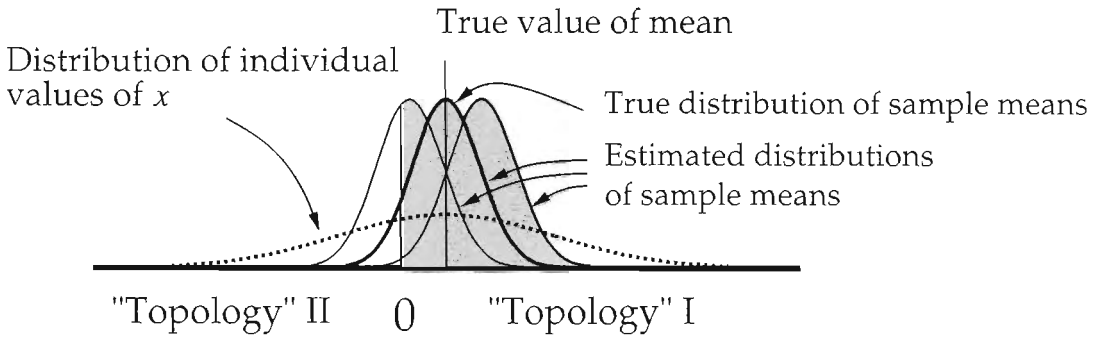 True value of mean
Distribution of individual
values of x
True distribution of sample means
Estimated distributions
of sample means
"Topology" II 0 "Topology" I